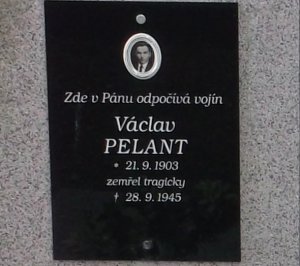 Zde v Pánu odpočívá vojín
Václav
PELANT
* 21. 9. 1903
zemřel tragicky
† 28. 9. 1945